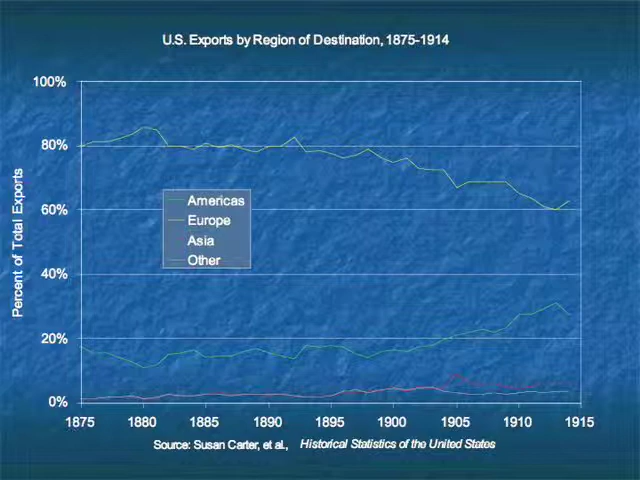 U.S. Exports by Region of Destination, 1875-1914
100%
80%
60%
40%
20%
0%
Percent of Total Exports
Americas
Europe
Asia
Other
1875 1880 1885 1890 1895 1900 1905 1910 1915
Source: Susan Carter, et al., Historical Statistics of the United States